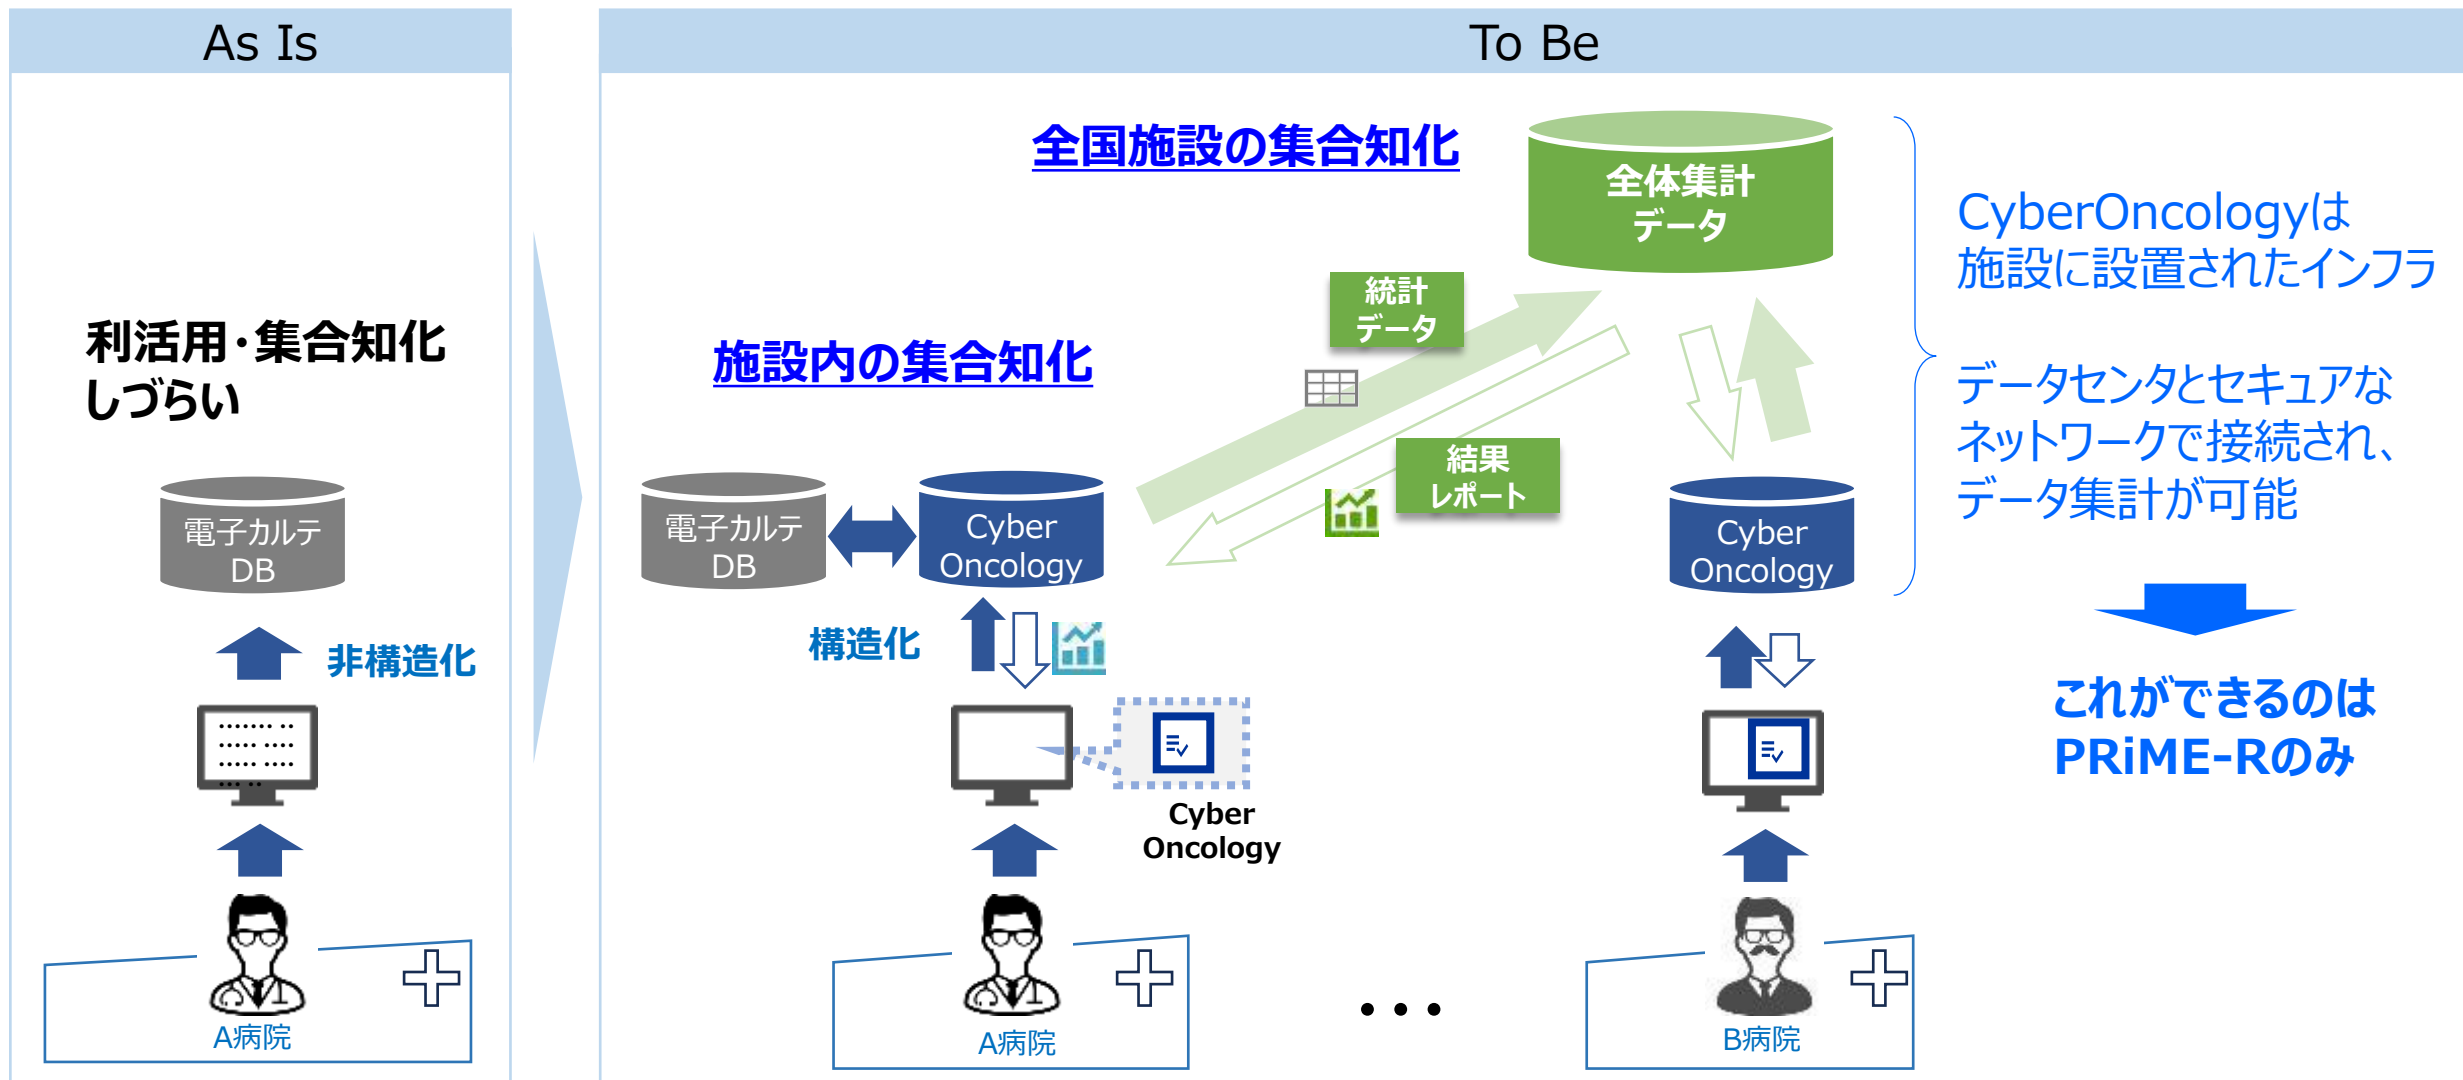 As Is
利活用・集合知化
しづらい
電子カルテ
DB
非構造化
A病院
To Be
全国施設の集合知化
全体集計
データ
統計
データ
施設内の集合知化
結果
レポート
電子カルテ
DB
Cyber
Oncology
構造化
Cyber
Oncology
A病院
・・・
Cyber
Oncology
B病院
CyberOncologyは
施設に設置されたインフラ
データセンタとセキュアな
ネットワークで接続され、
データ集計が可能
これができるのは
PRiME-Rのみ